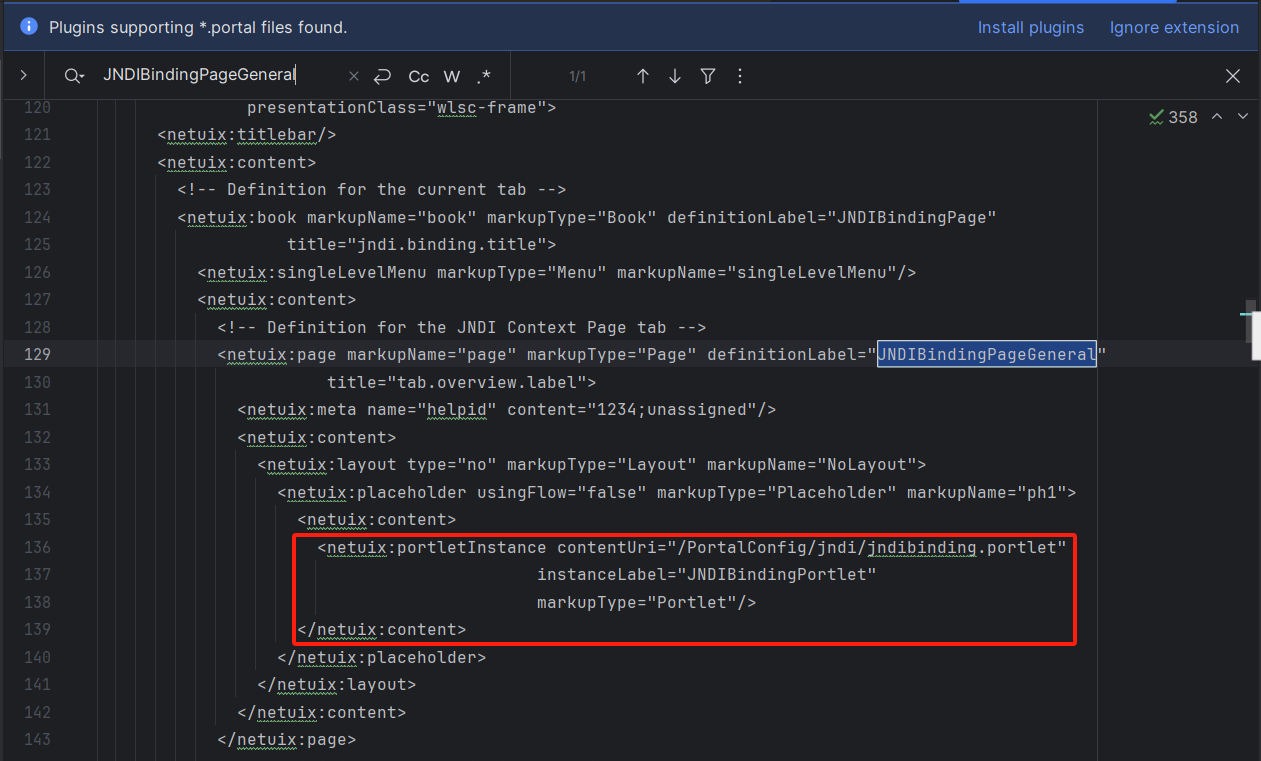 Plugins supporting *.portal files found.
Install plugins
Ignore extension
JNDIBindingPageGeneral
Cc
W
.*
1/1
358
120 presentationClass="wlsc-frame">
121 <netuix:titlebar/>
122 <netuix:content>
123 <!-- Definition for the current tab -->
124 <netuix:book markupName="book" markupType="Book" definitionLabel="JNDIBindingPage"
125 title="jndi.binding.title">
126 <netuix:singleLevelMenu markupType="Menu" markupName="singleLevelMenu"/>
127 <netuix:content>
128 <!-- Definition for the JNDI Context Page tab -->
129 <netuix:page markupName="page" markupType="Page" definitionLabel="JNDIBindingPageGeneral"
130 title="tab.overview.label">
131 <netuix:meta name="helpid" content="1234;unassigned"/>
132 <netuix:content>
133 <netuix:layout type="no" markupType="Layout" markupName="NoLayout">
134 <netuix:placeholder usingFlow="false" markupType="Placeholder" markupName="ph1">
135 <netuix:content>
136 <netuix:portletInstance contentUri="/PortalConfig/jndi/jndibinding.portlet"
137 instanceLabel="JNDIBindingPortlet"
138 markupType="Portlet"/>
139 </netuix:content>
140 </netuix:placeholder>
141 </netuix:layout>
142 </netuix:content>
143 </netuix:page>